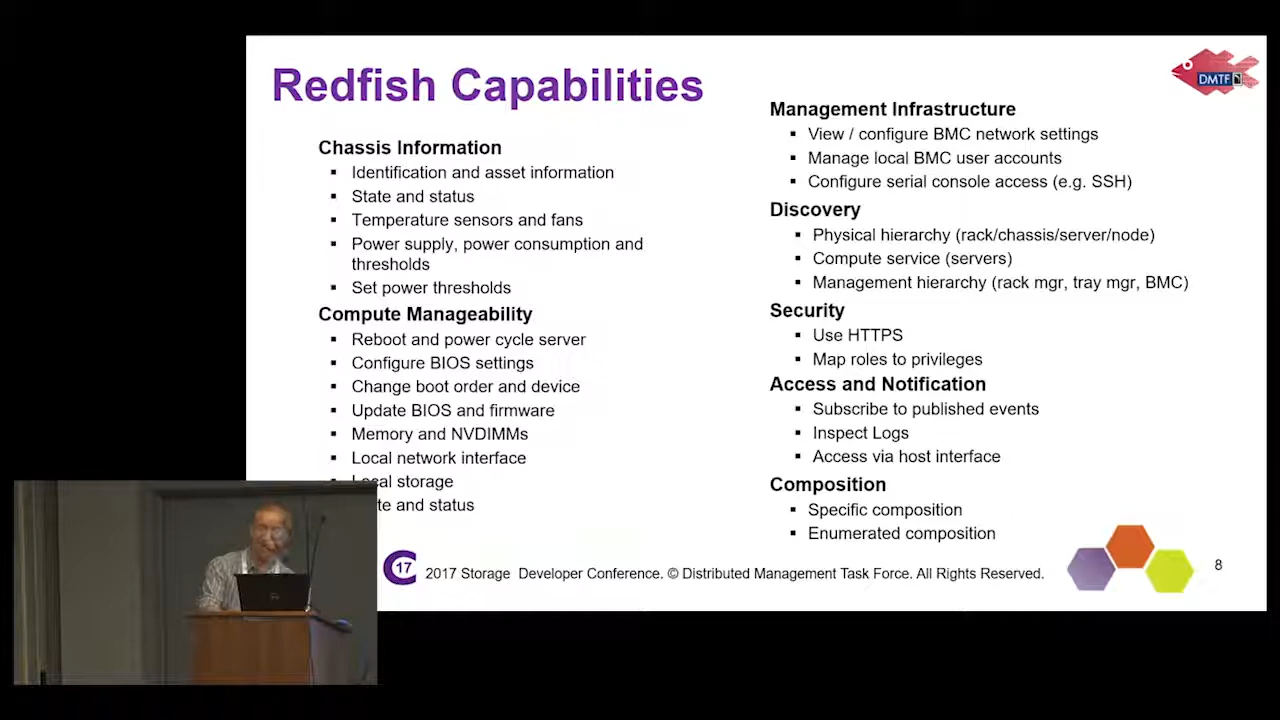 Redfish Capabilities
DMTF
Chassis Information
Identification and asset information
State and status
Temperature sensors and fans
Power supply, power consumption and
thresholds
Set power thresholds
Compute Manageability
Reboot and power cycle server
Configure BIOS settings
Change boot order and device
Update BIOS and firmware
Memory and NVDIMMs
Local network interface
storage
and status
Management Infrastructure
View / configure BMC network settings
Manage local BMC user accounts
Configure serial console access (e.g. SSH)
Discovery
Physical hierarchy (rack/chassis/server/node)
Compute service (servers)
Management hierarchy (rack mgr, tray mgr, BMC)
Security
Use HTTPS
Map roles to privileges
Access and Notification
Subscribe to published events
Inspect Logs
Access via host interface
Composition
Specific composition
Enumerated composition
17
2017 Storage Developer Conference. © Distributed Management Task Force. All Rights Reserved.
8